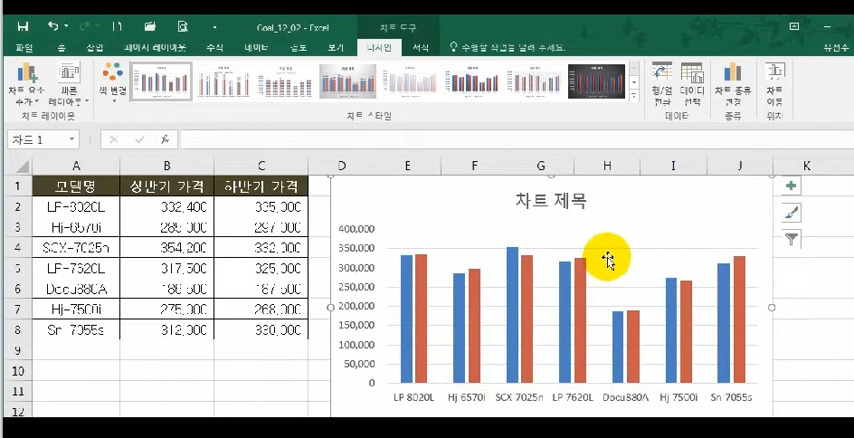 Goal_12_02 - Excel
차트 도구
파일 홈 삽입 페이지 레이아웃 수식 데이터 검토 보기 디자인 서식 수행할 작업을 알려 주세요.
차트 요소 추가 빠른 레이아웃 색 변경 행/열 전환 데이터 선택 차트 종류 변경 차트 이동
차트 레이아웃 차트 스타일 데이터 종류 위치
차트 1 fx
A B C D E F G H I J K
1 모델명 상반기 가격 하반기 가격
2 LP-8020L 332,400 335,000
3 Hj-6570i 285,000 297,000
4 SCX-7025n 354,200 332,000
5 LP-7620L 317,500 325,000
6 Docu880A 187,500
7 Hj-7500i 275,000 268,000
8 Sn 7055s 312,000 330,000
9
10
11
12
차트 제목
400,000
350,000
300,000
250,000
200,000
150,000
100,000
50,000
0
LP 8020L Hj 6570i SCX 7025n LP 7620L Docu880A Hj 7500i Sn 7055s